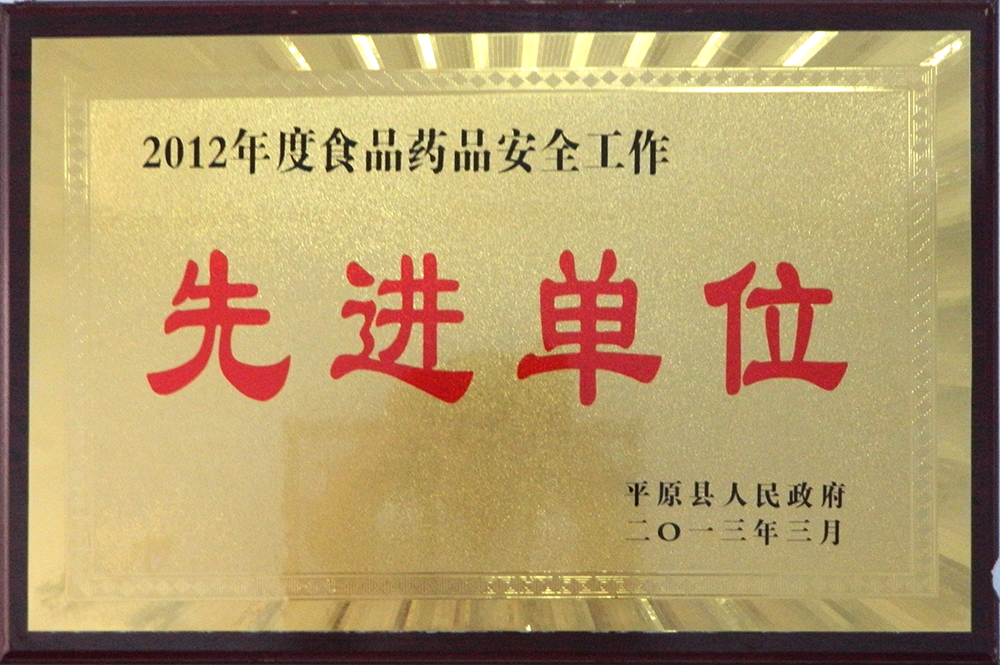 2012年度食品药品安全工作
先进单位
平原县人民政府
二〇一三年三月